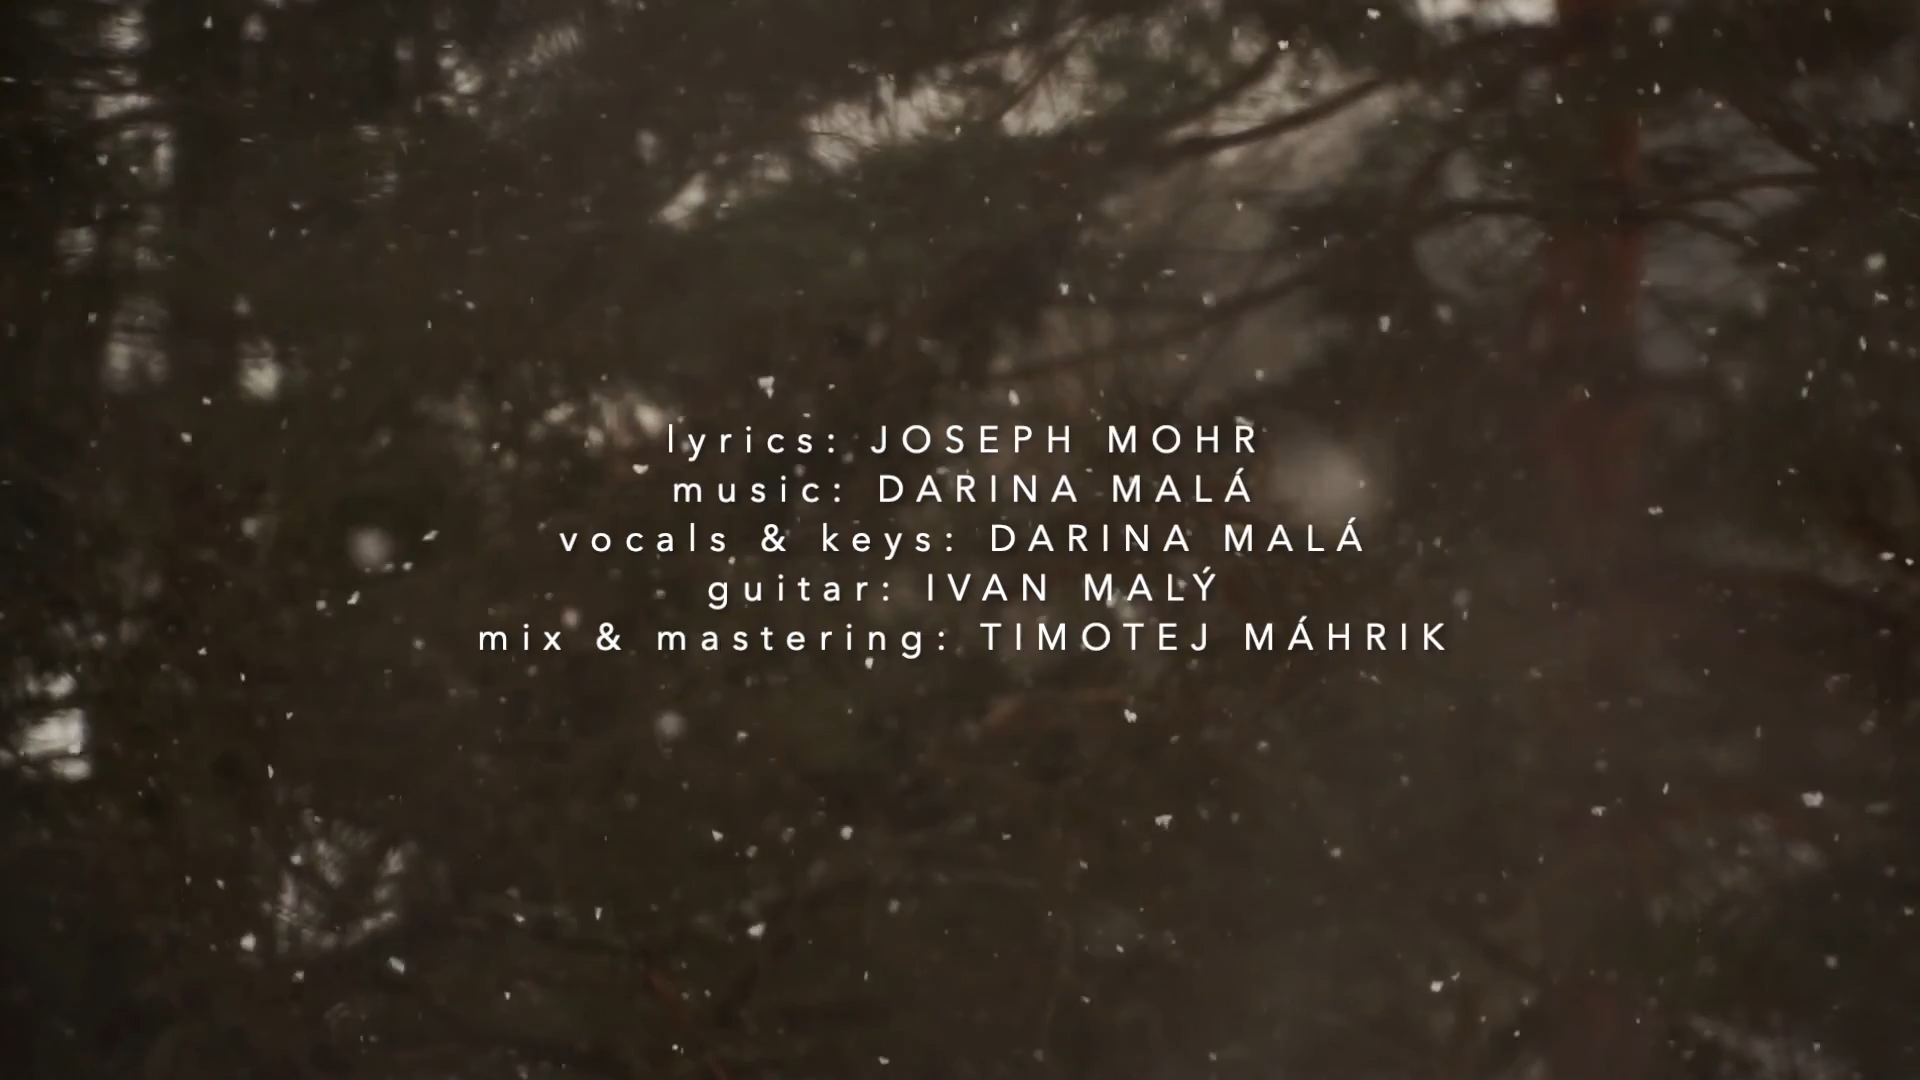 lyrics: JOSEPH MOHR
music: DARINA MALÁ
vocals & keys: DARINA MALÁ
guitar: IVAN MALÝ
mix & mastering: TIMOTEJ MÁHRIK